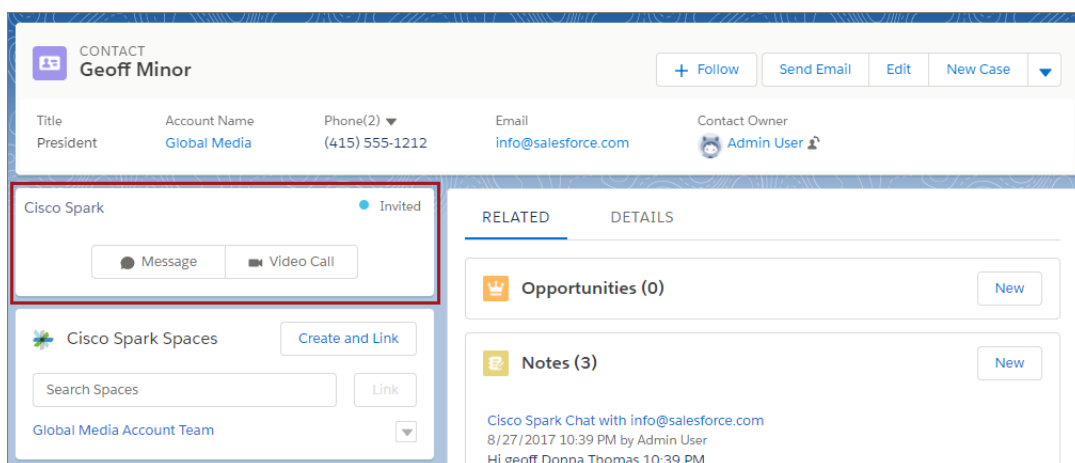 CONTACT
Geoff Minor
+ Follow
Send Email
Edit
New Case
Title
Account Name
Phone(2)
Email
Contact Owner
President
Global Media
(415) 555-1212
info@salesforce.com
Admin User
Cisco Spark
Invited
Message
Video Call
Cisco Spark Spaces
Create and Link
Search Spaces
Link
Global Media Account Team
RELATED
DETAILS
Opportunities (0)
New
Notes (3)
New
Cisco Spark Chat with info@salesforce.com
8/27/2017 10:39 PM by Admin User
Hi geoff Donna Thomas 10:39 PM